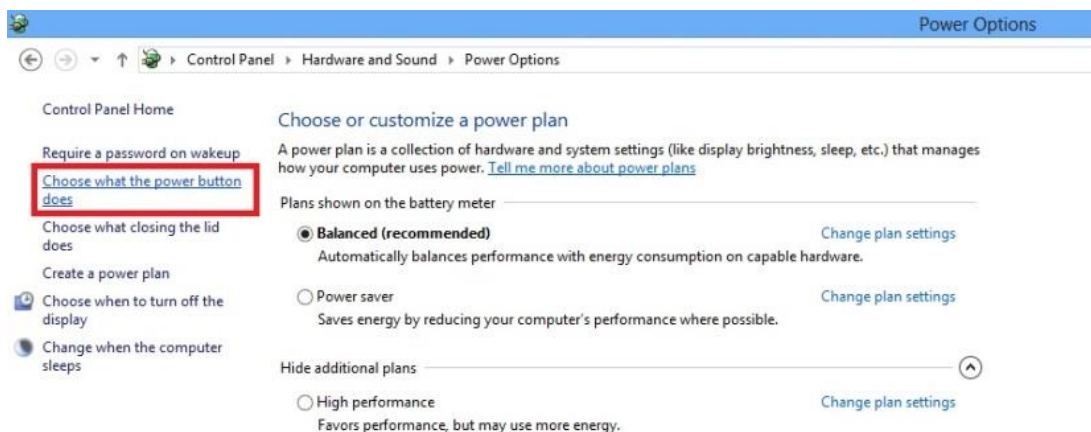 Power Options
Control Panel Hardware and Sound Power Options
Control Panel Home
Require a password on wakeup
Choose what the power button
does
Choose what closing the lid
does
Create a power plan
Choose when to turn off the
display
Change when the computer
sleeps
Choose or customize a power plan
A power plan is a collection of hardware and system settings (like display brightness, sleep, etc.) that manages
how your computer uses power. Tell me more about power plans
Plans shown on the battery meter
Balanced (recommended) Change plan settings
Automatically balances performance with energy consumption on capable hardware.
Power saver Change plan settings
Saves energy by reducing your computer's performance where possible.
Hide additional plans
High performance Change plan settings
Favors performance, but may use more energy.